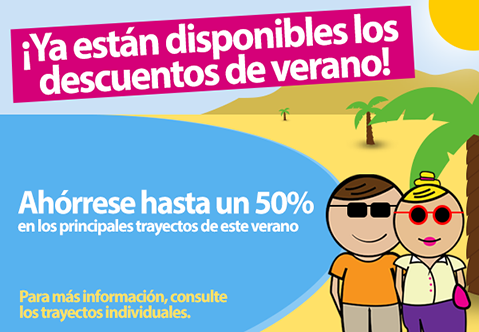 ¡Ya están disponibles los
descuentos de verano!
Ahórrese hasta un 50%
en los principales trayectos de este verano
Para más información, consulte
los trayectos individuales.